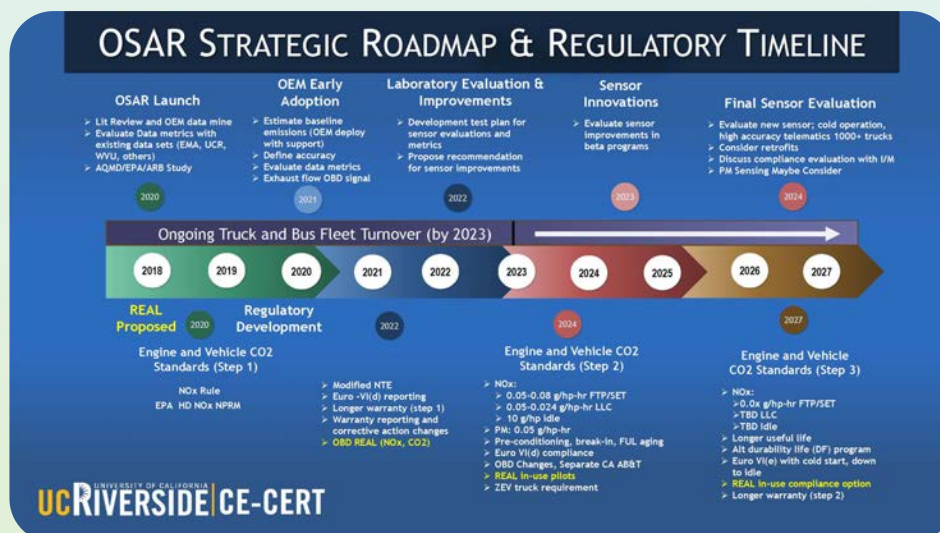 OSAR STRATEGIC ROADMAP & REGULATORY TIMELINE
OSAR Launch
➢ Lit Review and OEM data mine
➢ Evaluate Data metrics with
existing data sets (EMA, UCR,
WVU, others)
➢ AQMD/EPA/ARB Study
2020
OEM Early
Adoption
➢ Estimate baseline
emissions (OEM deploy
with support)
➢ Define accuracy
➢ Evaluate data metrics
➢ Exhaust flow OBD signal
2021
Laboratory Evaluation &
Improvements
➢ Development test plan for
sensor evaluations and
metrics
➢ Propose recommendation
for sensor improvements
2022
Sensor
Innovations
➢ Evaluate sensor
improvements in
beta programs
2023
Final Sensor Evaluation
➢ Evaluate new sensor; cold operation,
high accuracy telematics 1000+ trucks
➢ Consider retrofits
➢ Discuss compliance evaluation with I/M
➢ PM Sensing Maybe Consider
2024
Ongoing Truck and Bus Fleet Turnover (by 2023)
2018 2019 2020 2021 2022 2023 2024 2025 2026 2027
REAL
Proposed
2020
Regulatory
Development
Engine and Vehicle CO2
Standards (Step 1)
NOx Rule
EPA HD NOx NPRM
2022
➢ Modified NTE
➢ Euro -VI(d) reporting
➢ Longer warranty (step 1)
➢ Warranty reporting and
corrective action changes
➢ OBD REAL (NOx, CO2)
2024
Engine and Vehicle CO2
Standards (Step 2)
➢ NOx:
➢ 0.05-0.08 g/hp-hr FTP/SET
➢ 0.05-0.024 g/hp-hr LLC
➢ 10 g/hp idle
➢ PM: 0.05 g/hp-hr
➢ Pre-conditioning, break-in, FUL aging
➢ Euro VI(d) compliance
➢ OBD Changes, Separate CA AB&T
➢ REAL in-use pilots
➢ ZEV truck requirement
2027
Engine and Vehicle
CO2 Standards (Step 3)
➢ NOx:
➢0.0x g/hp-hr FTP/SET
➢TBD LLC
➢TBD Idle
➢ Longer useful life
➢ Alt durability life (DF) program
➢ Euro VI(e) with cold start, down
to idle
➢ REAL in-use compliance option
➢ Longer warranty (step 2)
UNIVERSITY OF CALIFORNIA
UCRIVERSIDE|CE-CERT